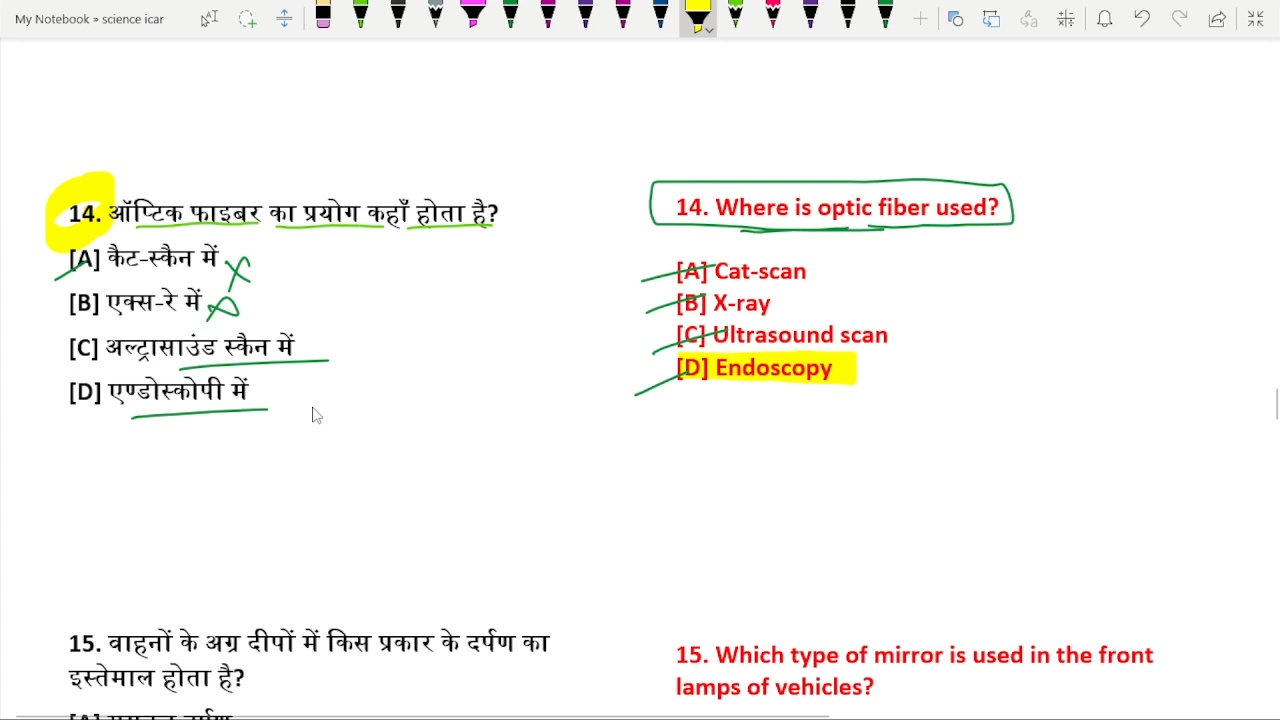 My Notebook » science icar
14. ऑप्टिक फाइबर का प्रयोग कहाँ होता है?
[A] कैट-स्कैन में
[B] एक्स-रे में
[C] अल्ट्रासाउंड स्कैन में
[D] एण्डोस्कोपी में
14. Where is optic fiber used?
[A] Cat-scan
[B] X-ray
[C] Ultrasound scan
[D] Endoscopy
15. वाहनों के अग्र दीपों में किस प्रकार के दर्पण का
इस्तेमाल होता है?
15. Which type of mirror is used in the front
lamps of vehicles?